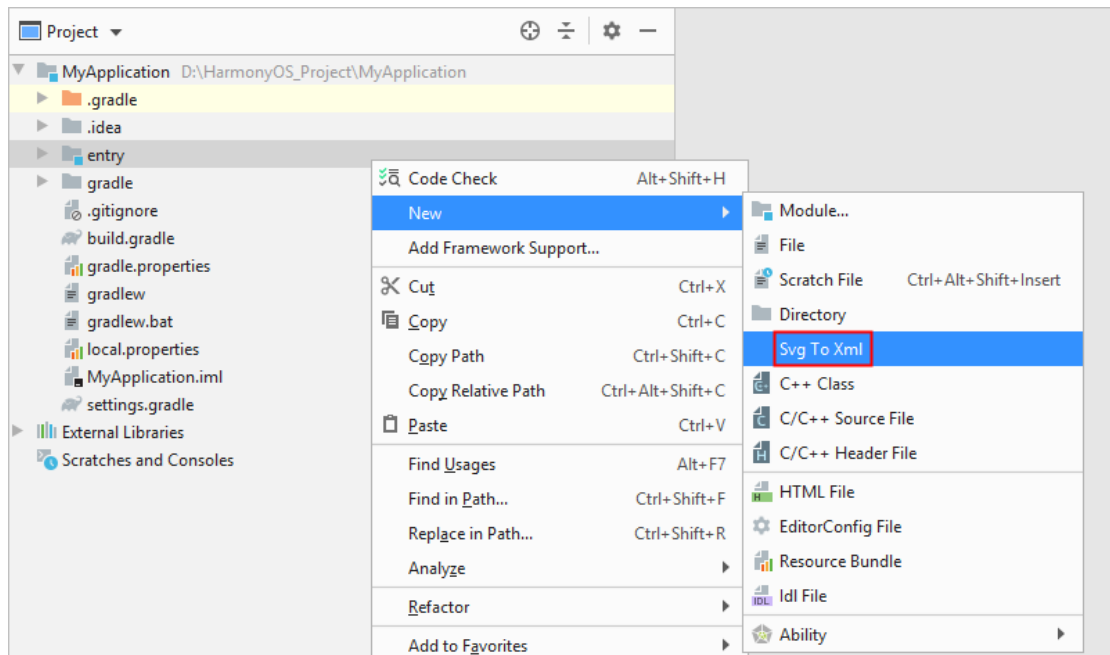 Project
MyApplication D:\HarmonyOS_Project\MyApplication
.gradle
.idea
entry
gradle
.gitignore
build.gradle
gradle.properties
gradlew
gradlew.bat
local.properties
MyApplication.iml
settings.gradle
External Libraries
Scratches and Consoles
Code Check Alt+Shift+H
New
Add Framework Support...
Cut Ctrl+X
Copy Ctrl+C
Copy Path Ctrl+Shift+C
Copy Relative Path Ctrl+Alt+Shift+C
Paste Ctrl+V
Find Usages Alt+F7
Find in Path... Ctrl+Shift+F
Replace in Path... Ctrl+Shift+R
Analyze
Refactor
Add to Favorites
Module...
File
Scratch File Ctrl+Alt+Shift+Insert
Directory
Svg To Xml
C++ Class
C/C++ Source File
C/C++ Header File
HTML File
EditorConfig File
Resource Bundle
Idl File
Ability